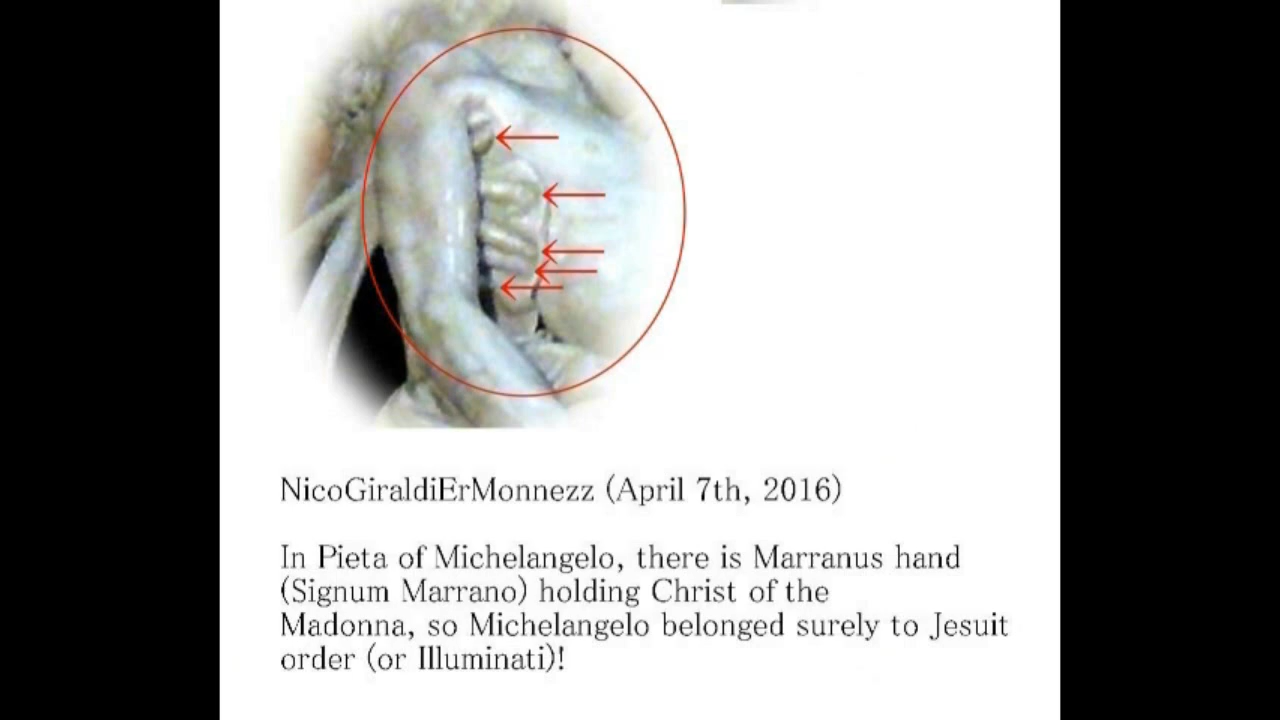 NicoGiraldiErMonnezz (April 7th, 2016)
In Pieta of Michelangelo, there is Marranus hand
(Signum Marrano) holding Christ of the
Madonna, so Michelangelo belonged surely to Jesuit
order (or Illuminati)!